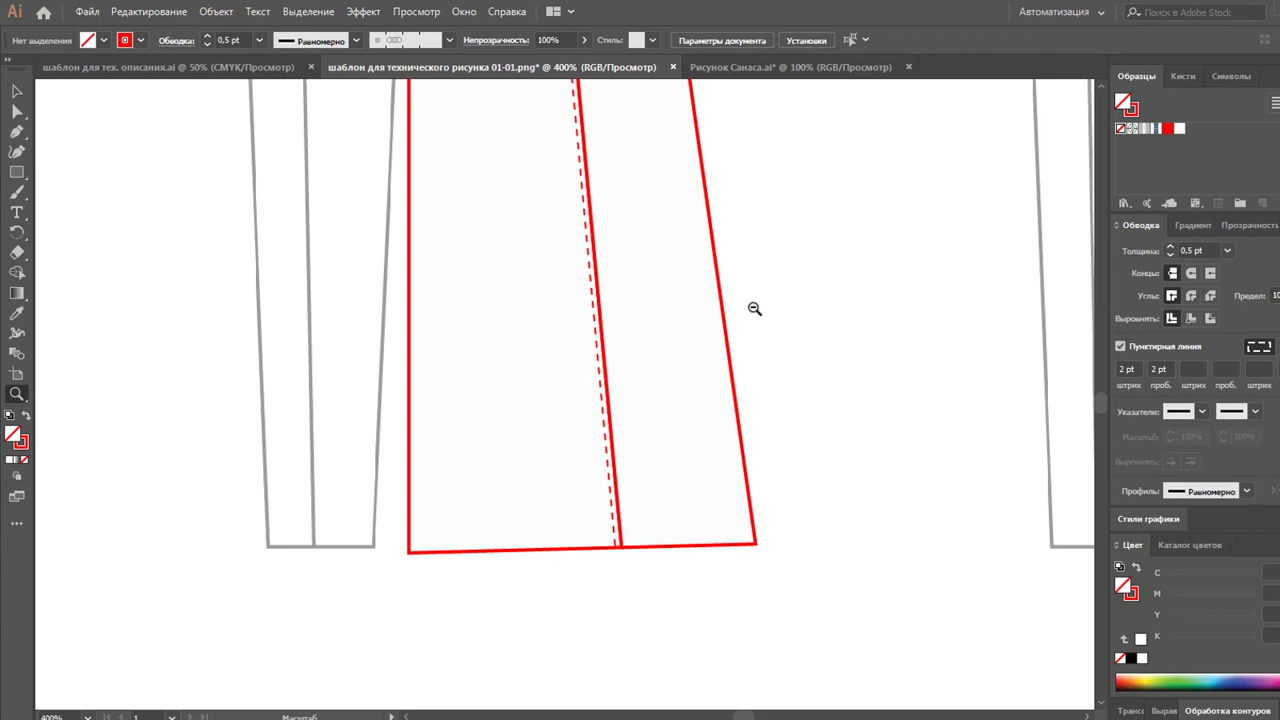 Ai Файл Редактирование Объект Текст Выделение Эффект Просмотр Окно Справка Автоматизация Поиск в Adobe Stock
Нет выделения Обводка: 0,5 pt Равномерно Непрозрачность: 100% Стиль: Параметры документа Установки
шаблон для тех. описания.ai @ 50% (CMYK/Просмотр) × шаблон для технического рисунка 01-01.png* @ 400% (RGB/Просмотр) × Рисунок Санаса.ai* @ 100% (RGB/Просмотр) ×
Образцы Кисти Символы
Обводка Градиент Прозрачность
Толщина: 0,5 pt
Концы:
Углы: Предел: 10
Выровнять:
Пунктирная линия
2 pt 2 pt
штрих проб. штрих проб. штрих
Указатели:
Масштаб: 100% 100%
Выровнять:
Профиль: Равномерно
Стили графики
Цвет Каталог цветов
C
M
Y
K
Транс Вырав Обработка контуров
400% 1 Масштаб